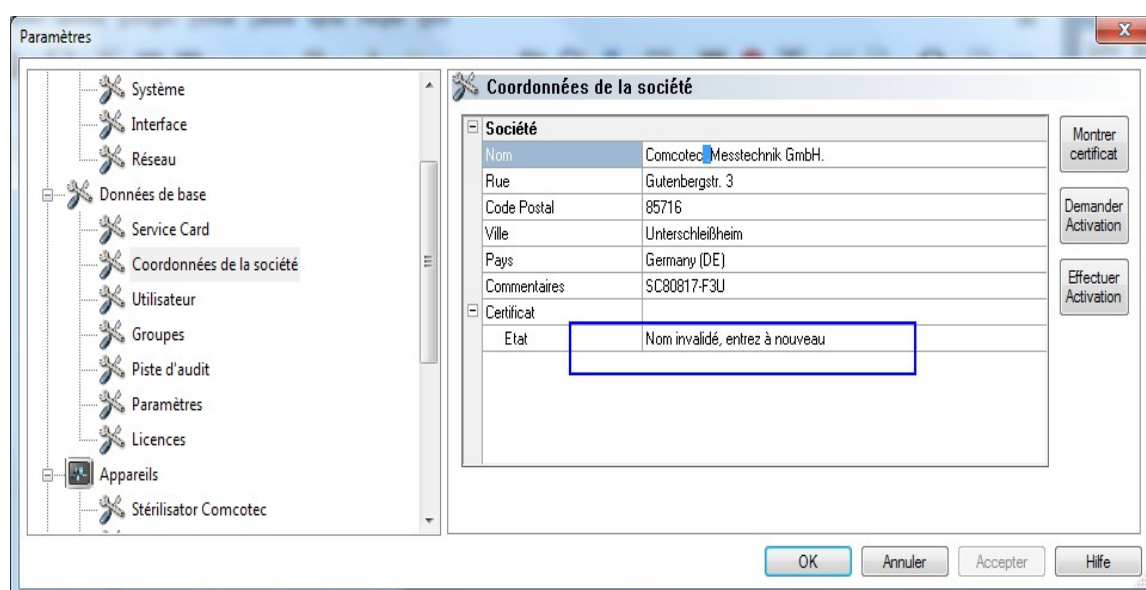 Paramètres
Système
Interface
Réseau
Données de base
Service Card
Coordonnées de la société
Utilisateur
Groupes
Piste d'audit
Paramètres
Licences
Appareils
Stérilisator Comcotec
Coordonnées de la société
Société
Nom Comcotec Messtechnik GmbH.
Rue Gutenbergstr. 3
Code Postal 85716
Ville Unterschleißheim
Pays Germany (DE)
Commentaires SC80817-F3U
Certificat
Etat Nom invalidé, entrez à nouveau
Montrer
certificat
Demander
Activation
Effectuer
Activation
OK Annuler Accepter Hilfe